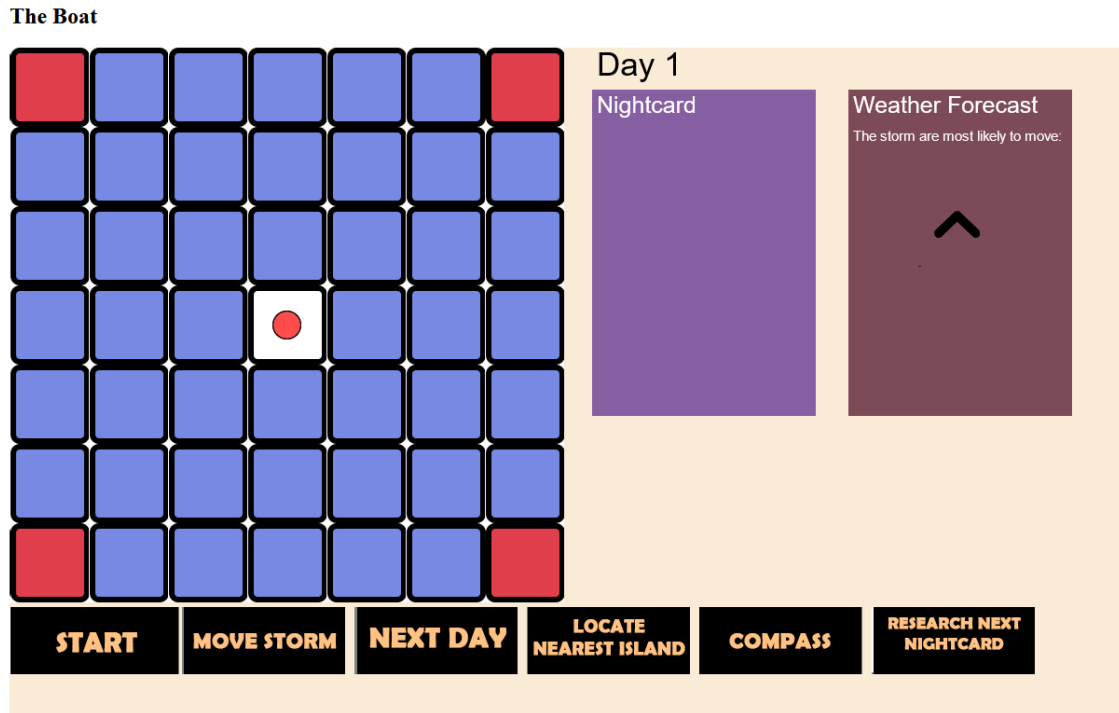 The Boat
Day 1
Nightcard
Weather Forecast
The storm are most likely to move:
START
MOVE STORM
NEXT DAY
LOCATE
NEAREST ISLAND
COMPASS
RESEARCH NEXT
NIGHTCARD